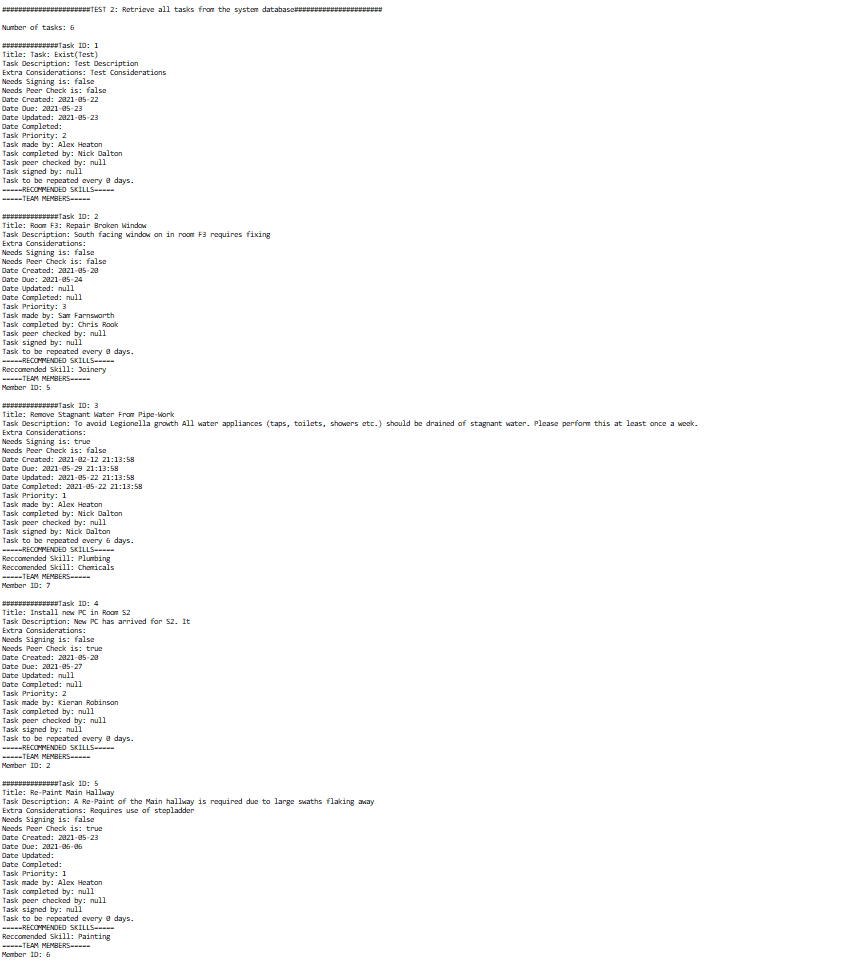 ######################TEST 2: Retrieve all tasks from the system database######################
Number of tasks: 6
##############Task ID: 1
Title: Task: Exist(Test)
Task Description: Test Description
Extra Considerations: Test Considerations
Needs Signing is: false
Needs Peer Check is: false
Date Created: 2021-05-22
Date Due: 2021-05-23
Date Updated: 2021-05-23
Date Completed:
Task Priority: 2
Task made by: Alex Heaton
Task completed by: Nick Dalton
Task peer checked by: null
Task signed by: null
Task to be repeated every 0 days.
=====RECOMMENDED SKILLS=====
=====TEAM MEMBERS=====
##############Task ID: 2
Title: Room F3: Repair Broken Window
Task Description: South facing window on in room F3 requires fixing
Extra Considerations:
Needs Signing is: false
Needs Peer Check is: false
Date Created: 2021-05-20
Date Due: 2021-05-24
Date Updated: null
Date Completed: null
Task Priority: 3
Task made by: Sam Farnsworth
Task completed by: Chris Rook
Task peer checked by: null
Task signed by: null
Task to be repeated every 0 days.
=====RECOMMENDED SKILLS=====
Reccomended Skill: Joinery
=====TEAM MEMBERS=====
Member ID: 5
##############Task ID: 3
Title: Remove Stagnant Water From Pipe-Work
Task Description: To avoid Legionella growth All water appliances (taps, toilets, showers etc.) should be drained of stagnant water. Please perform this at least once a week.
Extra Considerations:
Needs Signing is: true
Needs Peer Check is: false
Date Created: 2021-02-12 21:13:58
Date Due: 2021-05-29 21:13:58
Date Updated: 2021-05-22 21:13:58
Date Completed: 2021-05-22 21:13:58
Task Priority: 1
Task made by: Alex Heaton
Task completed by: Nick Dalton
Task peer checked by: null
Task signed by: Nick Dalton
Task to be repeated every 6 days.
=====RECOMMENDED SKILLS=====
Reccomended Skill: Plumbing
Reccomended Skill: Chemicals
=====TEAM MEMBERS=====
Member ID: 7
##############Task ID: 4
Title: Install new PC in Room S2
Task Description: New PC has arrived for S2. It
Extra Considerations:
Needs Signing is: false
Needs Peer Check is: true
Date Created: 2021-05-20
Date Due: 2021-05-27
Date Updated: null
Date Completed: null
Task Priority: 2
Task made by: Kieran Robinson
Task completed by: null
Task peer checked by: null
Task signed by: null
Task to be repeated every 0 days.
=====RECOMMENDED SKILLS=====
=====TEAM MEMBERS=====
Member ID: 2
##############Task ID: 5
Title: Re-Paint Main Hallway
Task Description: A Re-Paint of the Main hallway is required due to large swaths flaking away
Extra Considerations: Requires use of stepladder
Needs Signing is: false
Needs Peer Check is: true
Date Created: 2021-05-23
Date Due: 2021-06-06
Date Updated:
Date Completed:
Task Priority: 1
Task made by: Alex Heaton
Task completed by: null
Task peer checked by: null
Task signed by: null
Task to be repeated every 0 days.
=====RECOMMENDED SKILLS=====
Reccomended Skill: Painting
=====TEAM MEMBERS=====
Member ID: 6